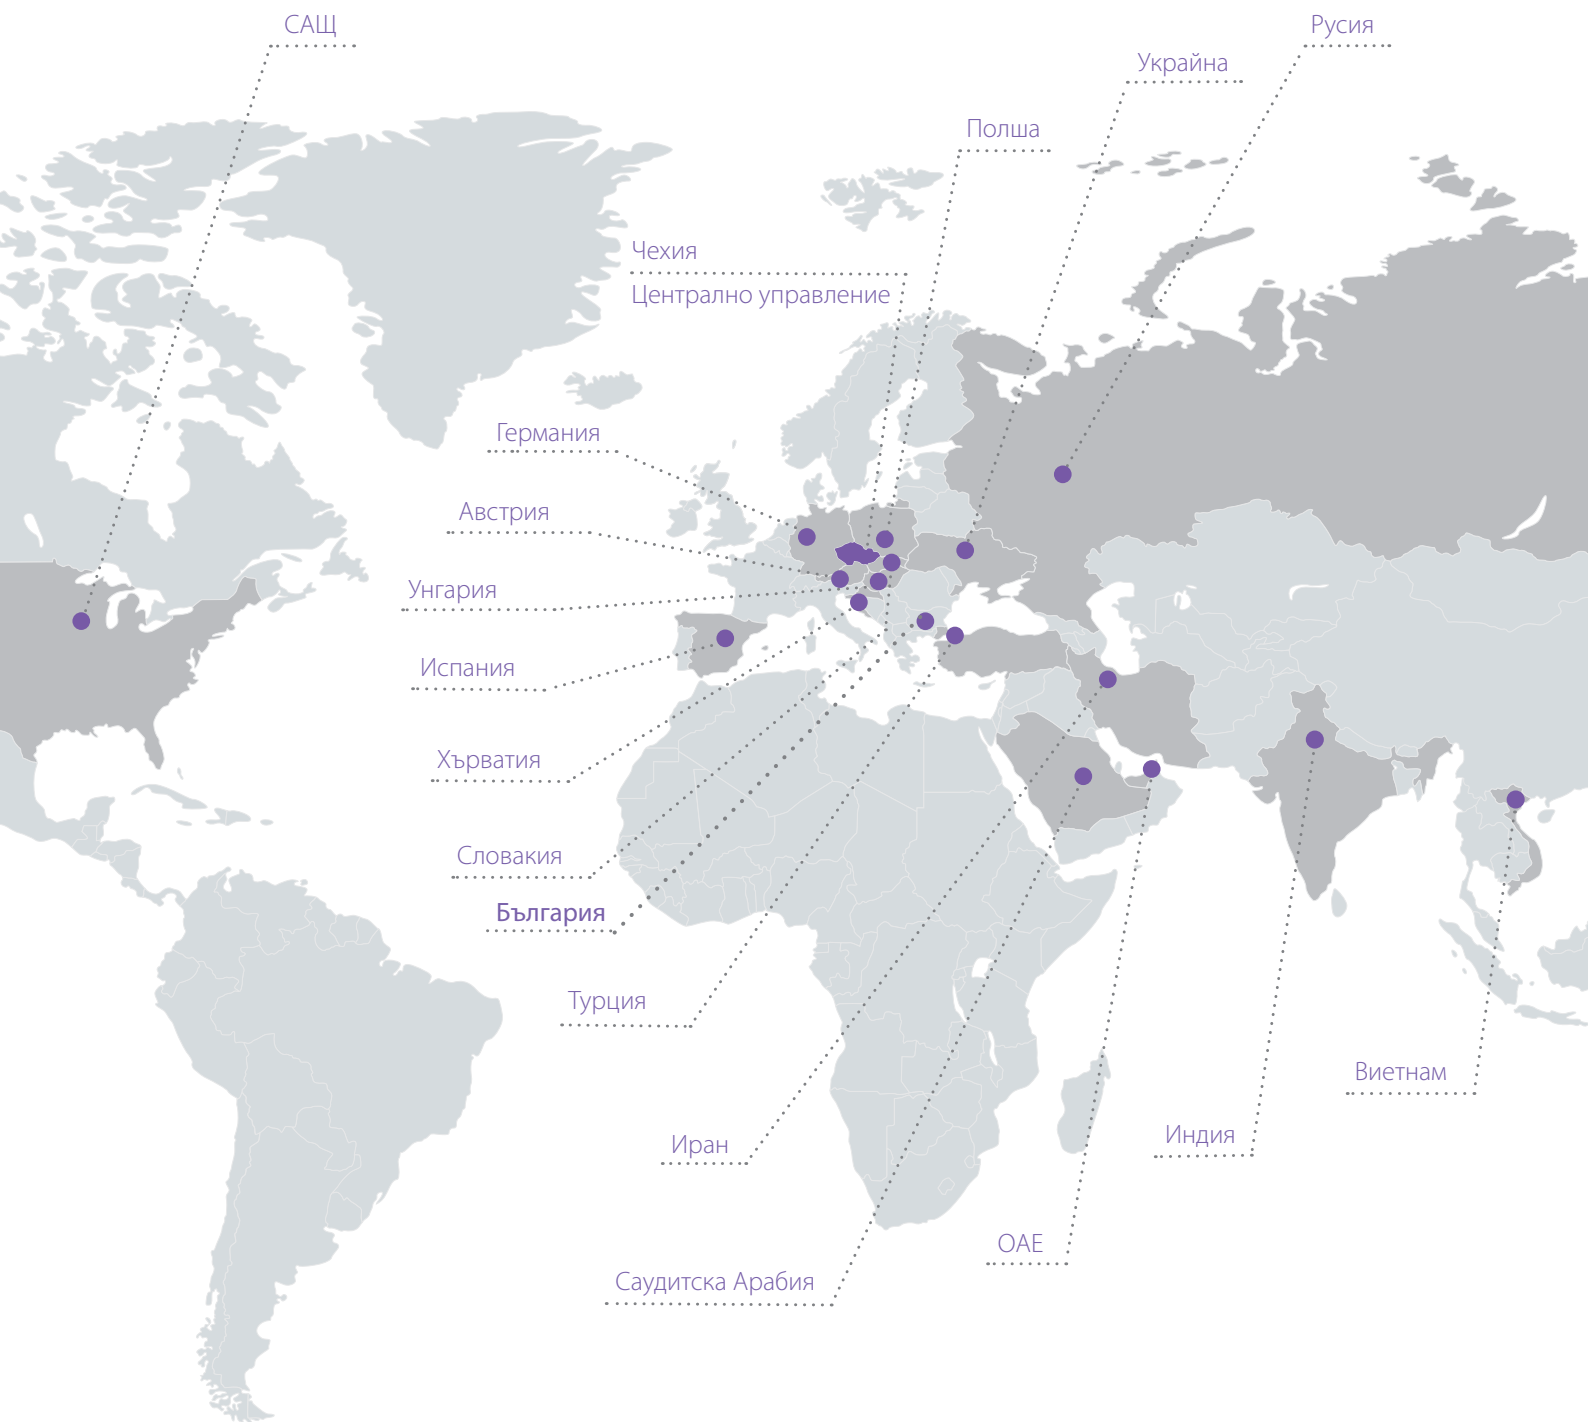 САЩ
Русия
Украйна
Полша
Чехия
Централно управление
Германия
Австрия
Унгария
Испания
Хърватия
Словакия
България
Турция
Виетнам
Индия
Иран
ОАЕ
Саудитска Арабия